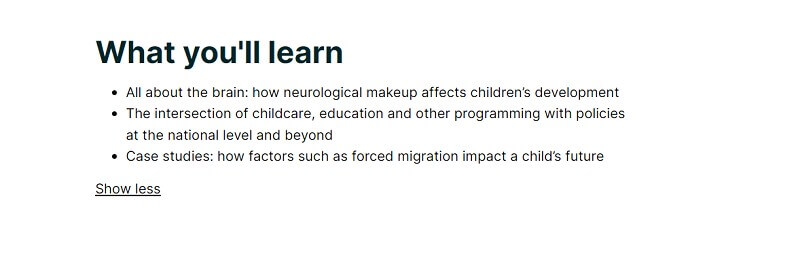 What you'll learn
• All about the brain: how neurological makeup affects children’s development
• The intersection of childcare, education and other programming with policies
at the national level and beyond
• Case studies: how factors such as forced migration impact a child’s future
Show less